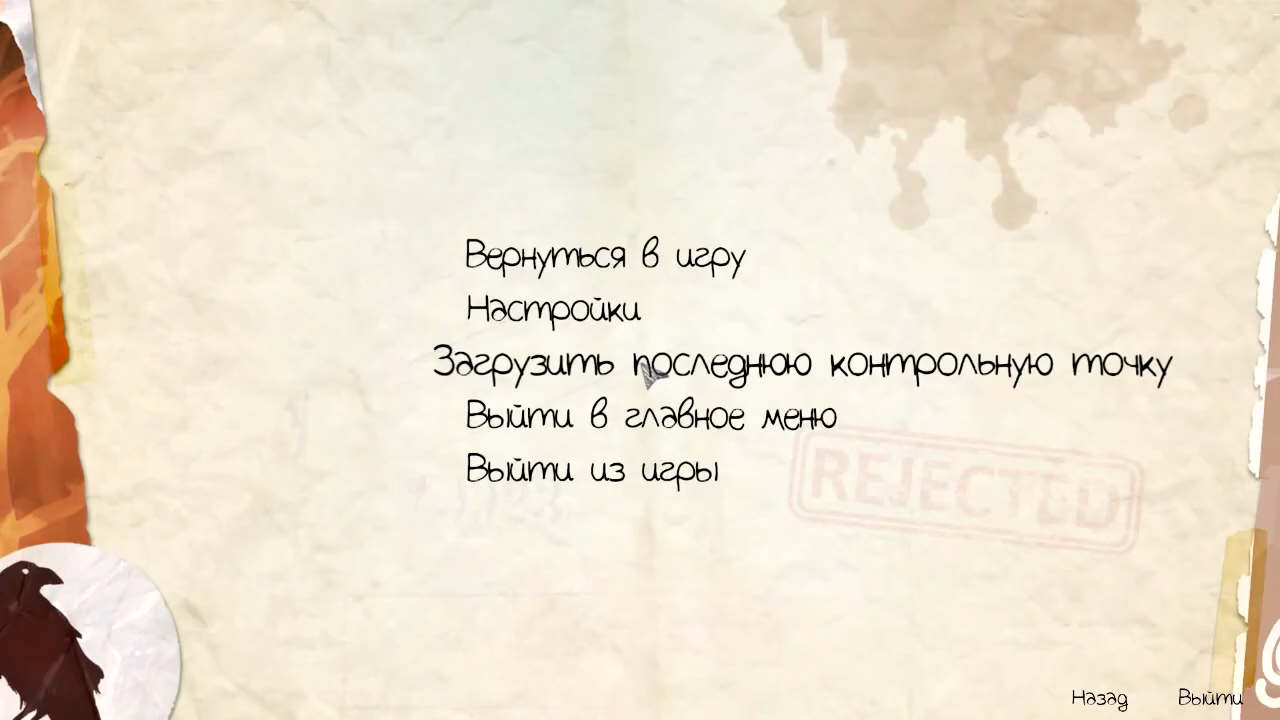 Вернуться в игру
Настройки
Загрузить последнюю контрольную точку
Выйти в главное меню
Выйти из игры
REJECTED
Назад Выйти